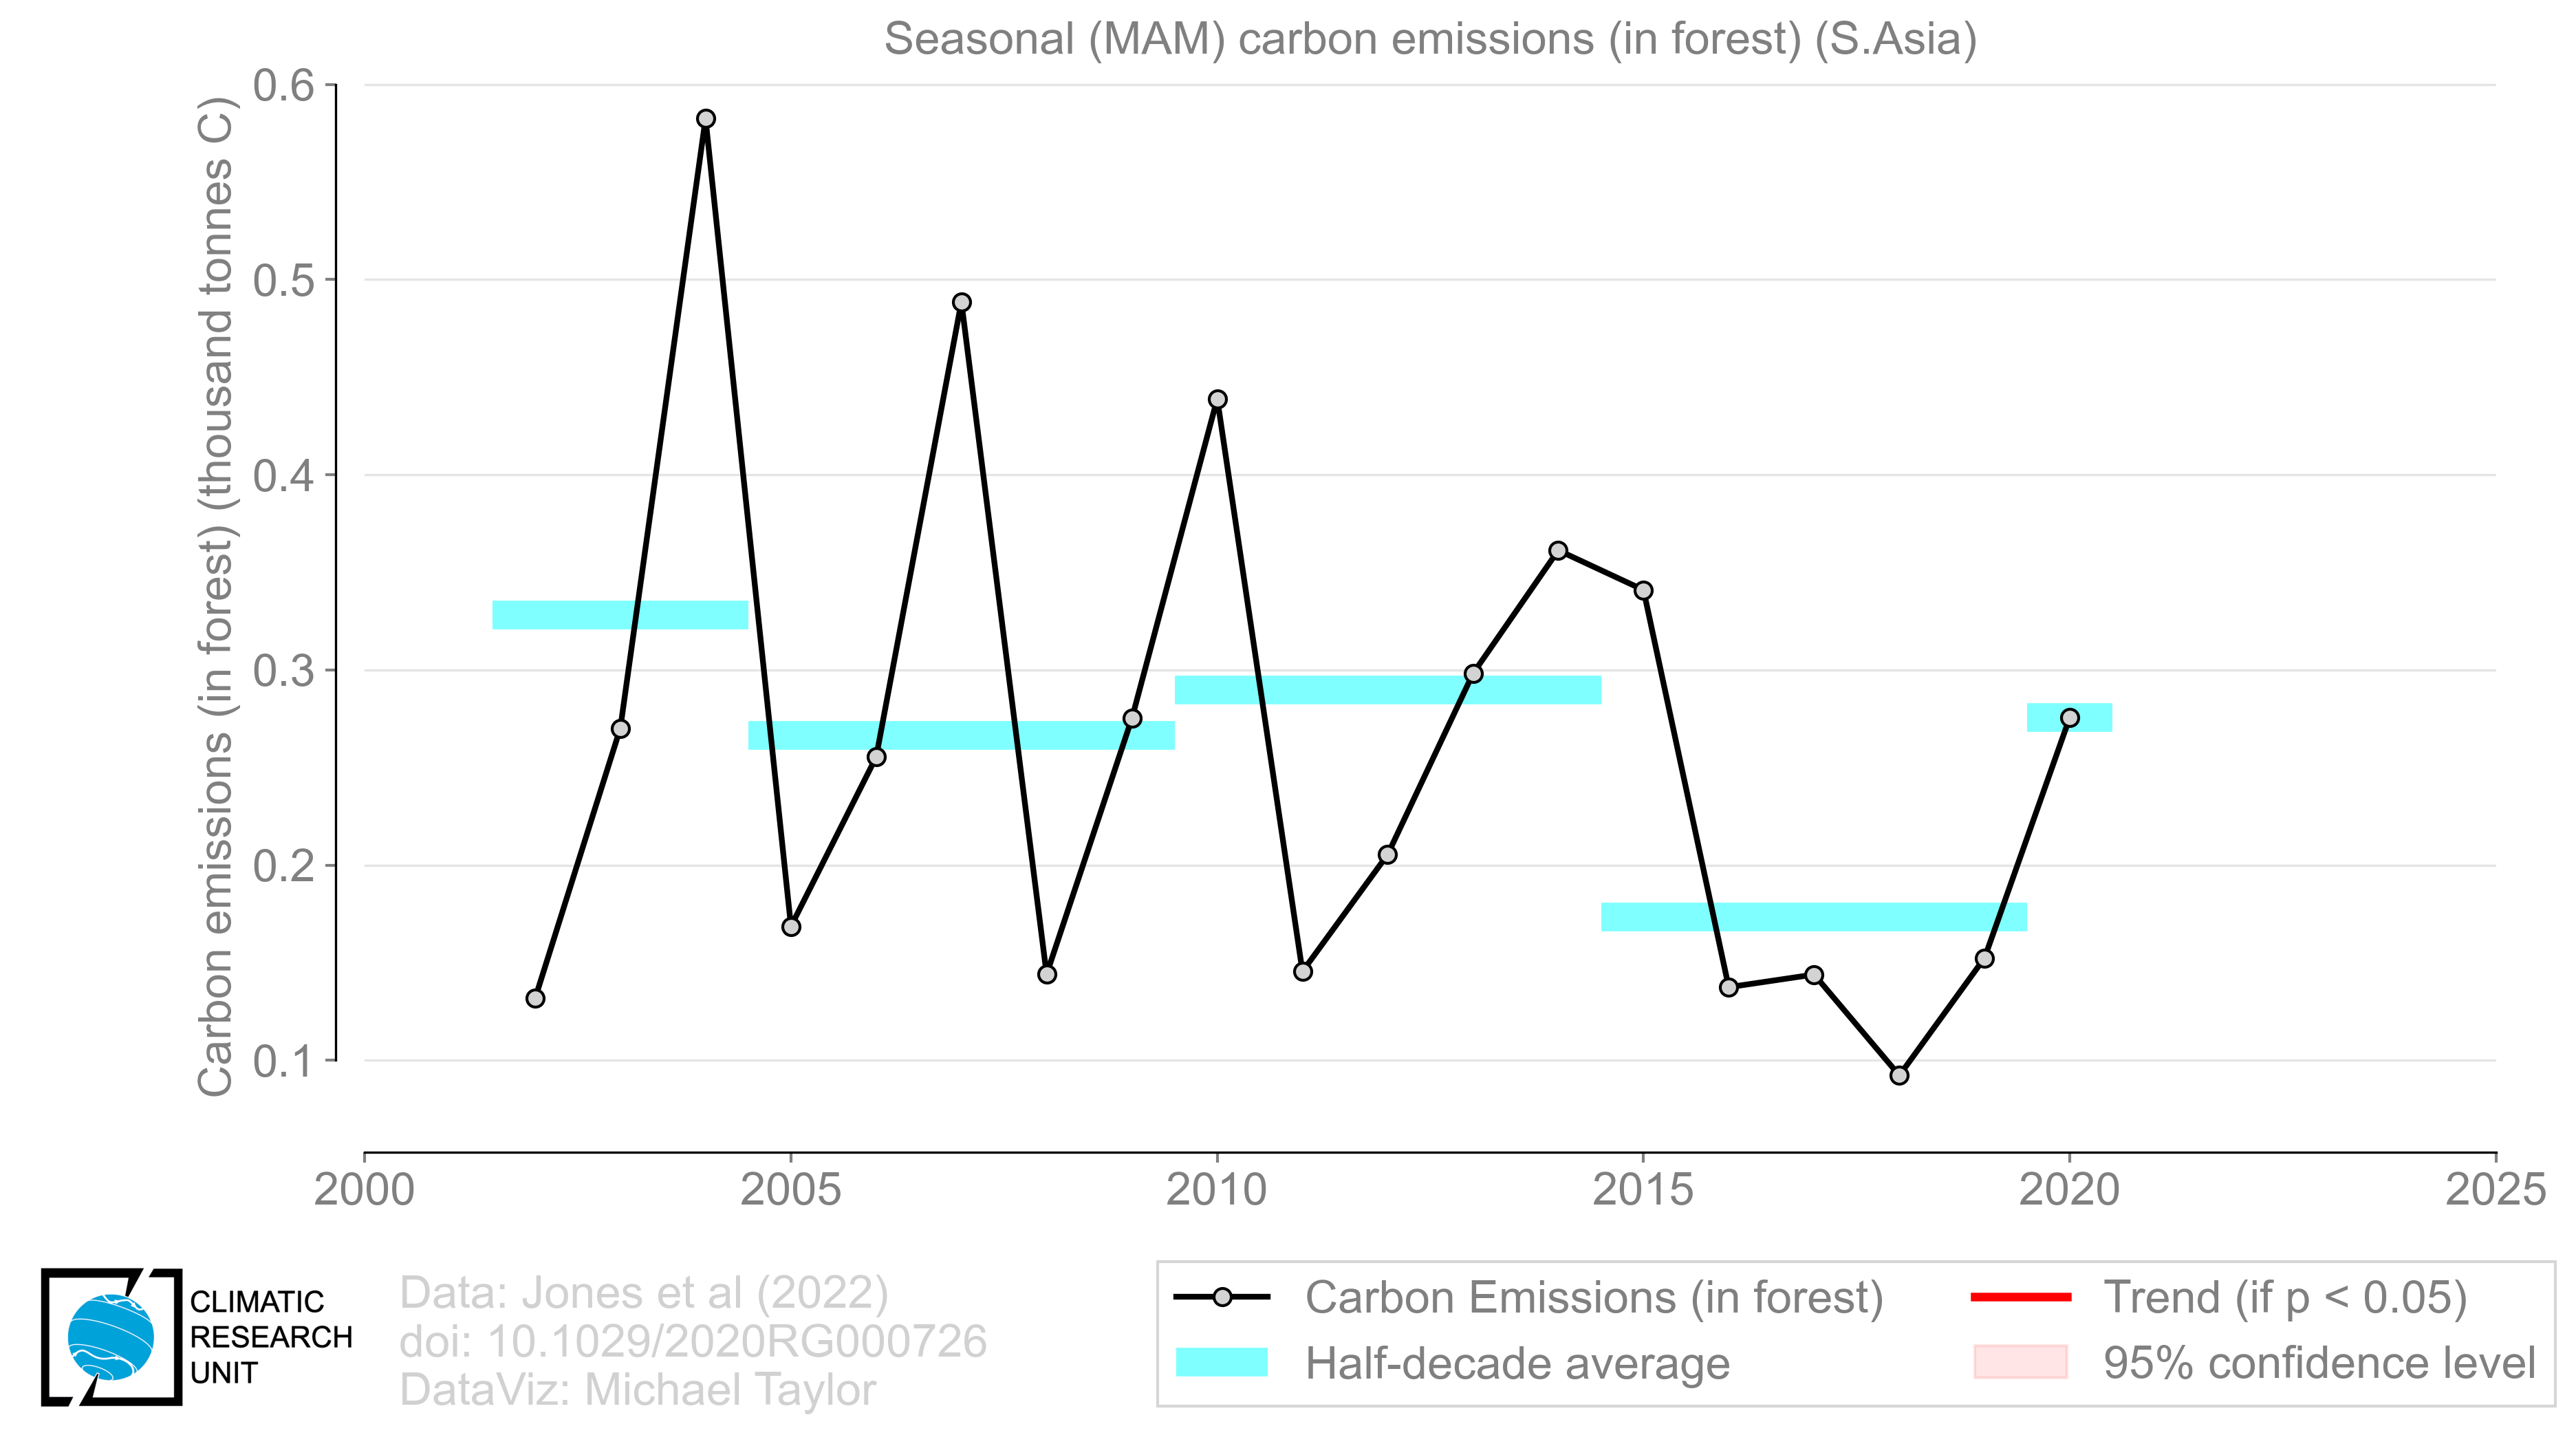 Seasonal (MAM) carbon emissions (in forest) (S.Asia)
Carbon emissions (in forest) (thousand tonnes C)
0.6
0.5
0.4
0.3
0.2
0.1
2000
2005
2010
2015
2020
2025
CLIMATIC
RESEARCH
UNIT
Data: Jones et al (2022)
doi: 10.1029/2020RG000726
DataViz: Michael Taylor
Carbon Emissions (in forest)
Half-decade average
Trend (if p < 0.05)
95% confidence level